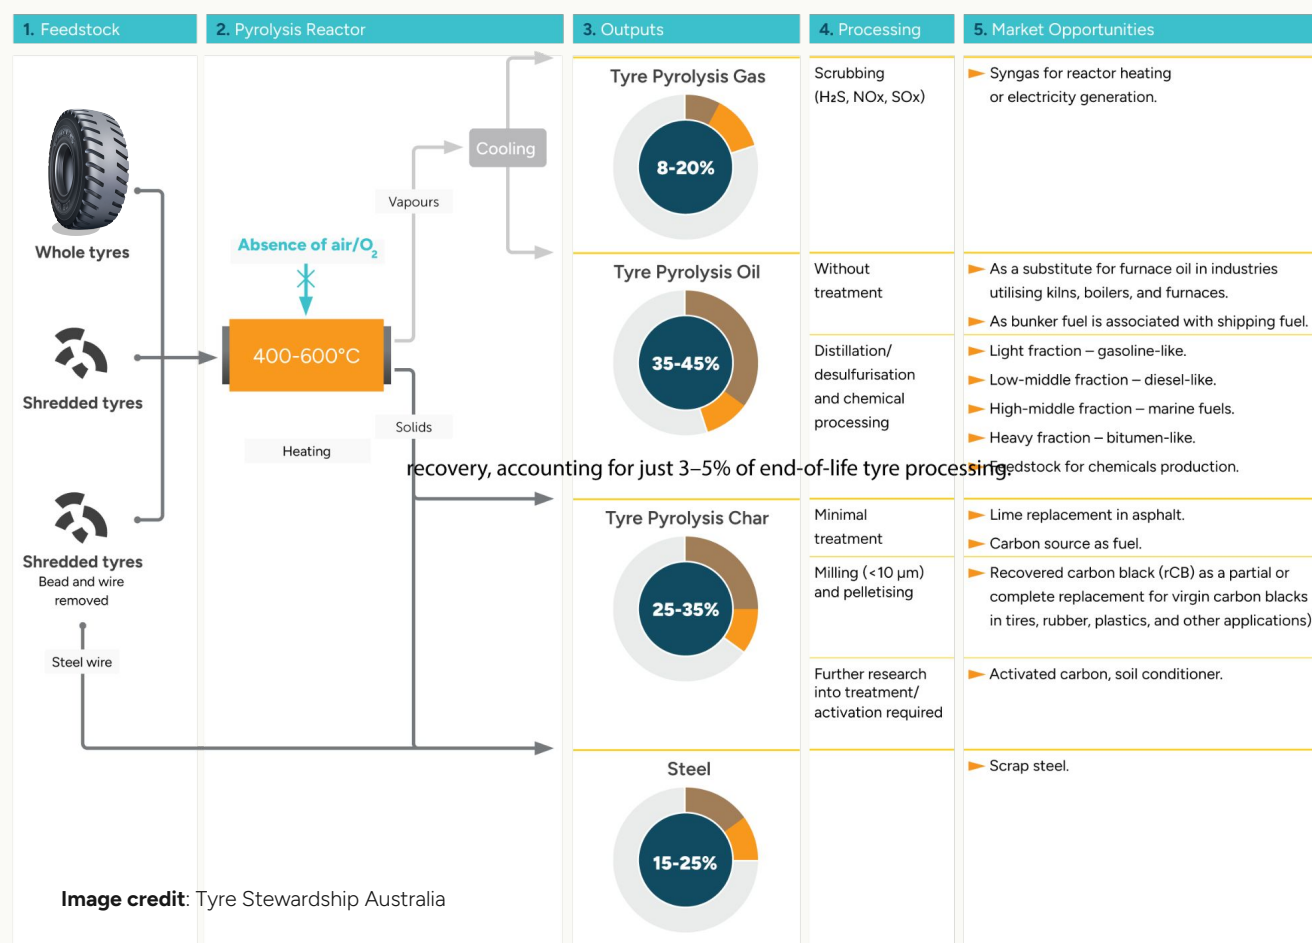 1. Feedstock
2. Pyrolysis Reactor
3. Outputs
4. Processing
5. Market Opportunities
Whole tyres
Shredded tyres
Shredded tyres
Bead and wire
removed
Steel wire
Absence of air/O₂
400-600°C
Heating
Vapours
Cooling
Solids
Tyre Pyrolysis Gas
8-20%
Scrubbing
(H₂S, NOx, SOx)
Syngas for reactor heating
or electricity generation.
Tyre Pyrolysis Oil
35-45%
Without
treatment
As a substitute for furnace oil in industries
utilising kilns, boilers, and furnaces.
As bunker fuel is associated with shipping fuel.
Distillation/
desulfurisation
and chemical
processing
Light fraction – gasoline-like.
Low-middle fraction – diesel-like.
High-middle fraction – marine fuels.
Heavy fraction – bitumen-like.
Feedstock for chemicals production.
recovery, accounting for just 3–5% of end-of-life tyre processing.
Tyre Pyrolysis Char
25-35%
Minimal
treatment
Lime replacement in asphalt.
Carbon source as fuel.
Milling (<10 µm)
and pelletising
Recovered carbon black (rCB) as a partial or
complete replacement for virgin carbon blacks
in tires, rubber, plastics, and other applications)
Further research
into treatment/
activation required
Activated carbon, soil conditioner.
Steel
15-25%
Scrap steel.
Image credit: Tyre Stewardship Australia